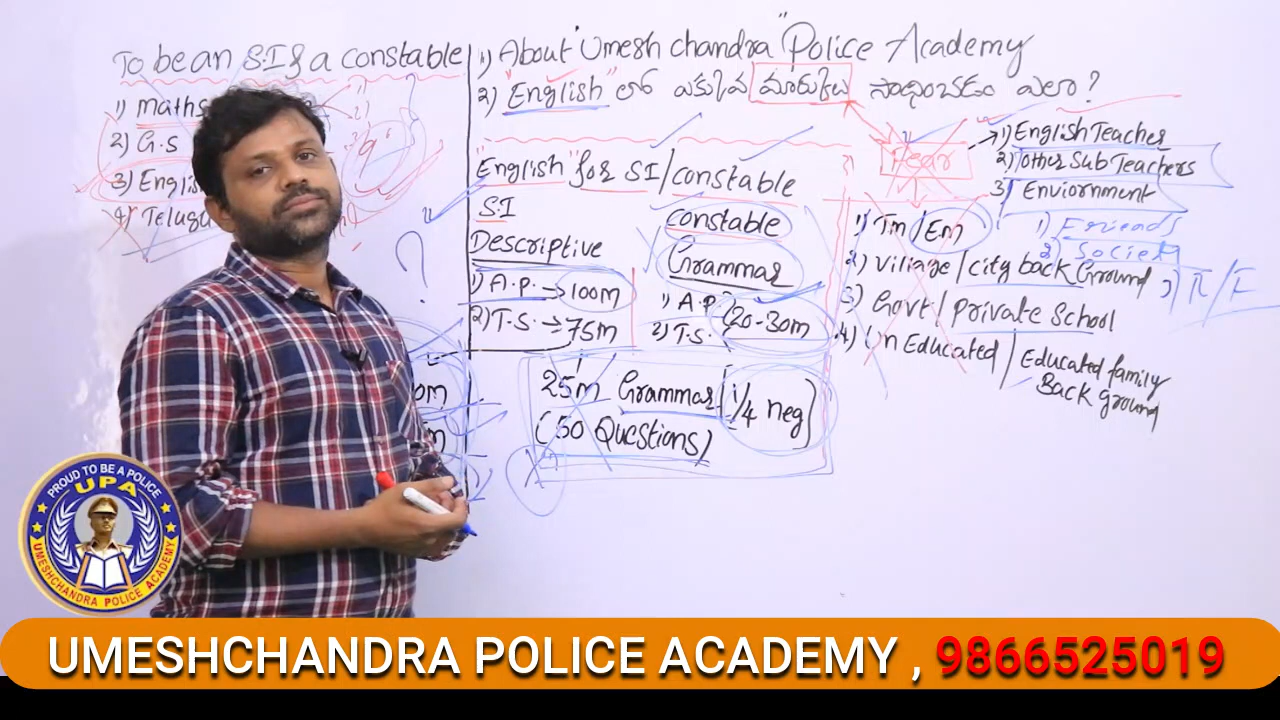 To be an S.I & a constable
1) maths
2) G.S
3) English
4) Telugu
1) About "Umesh chandra" Police Academy
2) "English" లో ఎక్కువ మార్కులు సాధించడం ఎలా?
"English" for SI/constable
SI
Descriptive
1) A.P. → 100m
2) T.S. → 75m
constable
Grammar
1) A.P.
2) T.S.
20-30m
25m Grammar [1/4 neg]
(50 Questions)
Fear
1) English Teacher
2) other Sub Teachers
3) Enviornment
1) Friends
2) Society
1) Tm/Em
2) Village/city back Ground
3) Govt/Private School
4) Un Educated/Educated family Back ground
?
PROUD TO BE A POLICE
UPA
UMESHCHANDRA POLICE ACADEMY
UMESHCHANDRA POLICE ACADEMY , 9866525019